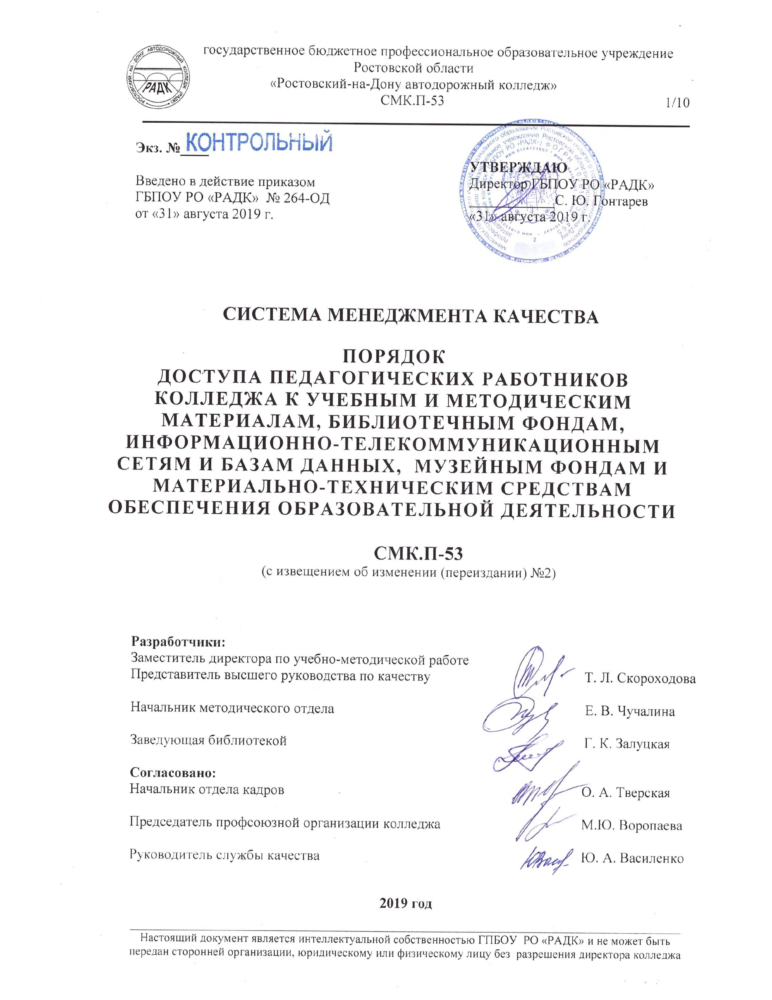 РОСТОВСКИЙ - НА - ДОНУ АВТОДОРОЖНЫЙ КОЛЛЕДЖ (РАДК)
РАДК
государственное бюджетное профессиональное образовательное учреждение
Ростовской области
«Ростовский-на-Дону автодорожный колледж»
СМК.П-53
1/10
Экз. № КОНТРОЛЬНЫЙ
УТВЕРЖДАЮ
Введено в действие приказом
Директор ГБПОУ РО «РАДК»
ГБПОУ РО «РАДК» № 264-ОД
С. Ю. Гонтарев
от «31» августа 2019 г.
«31» августа 2019 г.
СИСТЕМА МЕНЕДЖМЕНТА КАЧЕСТВА
ПОРЯДОК
ДОСТУПА ПЕДАГОГИЧЕСКИХ РАБОТНИКОВ
КОЛЛЕДЖА К УЧЕБНЫМ И МЕТОДИЧЕСКИМ
МАТЕРИАЛАМ, БИБЛИОТЕЧНЫМ ФОНДАМ,
ИНФОРМАЦИОННО-ТЕЛЕКОММУНИКАЦИОННЫМ
СЕТЯМ И БАЗАМ ДАННЫХ, МУЗЕЙНЫМ ФОНДАМ И
МАТЕРИАЛЬНО-ТЕХНИЧЕСКИМ СРЕДСТВАМ
ОБЕСПЕЧЕНИЯ ОБРАЗОВАТЕЛЬНОЙ ДЕЯТЕЛЬНОСТИ
СМК.П-53
(с извещением об изменении (переиздании) №2)
Разработчики:
Заместитель директора по учебно-методической работе
Представитель высшего руководства по качеству Т. Л. Скороходова
Начальник методического отдела Е. В. Чучалина
Заведующая библиотекой Г. К. Залуцкая
Согласовано:
Начальник отдела кадров О. А. Тверская
Председатель профсоюзной организации колледжа М.Ю. Воропаева
Руководитель службы качества Ю. А. Василенко
2019 год
Настоящий документ является интеллектуальной собственностью ГПБОУ РО «РАДК» и не может быть
передан сторонней организации, юридическому или физическому лицу без разрешения директора колледжа